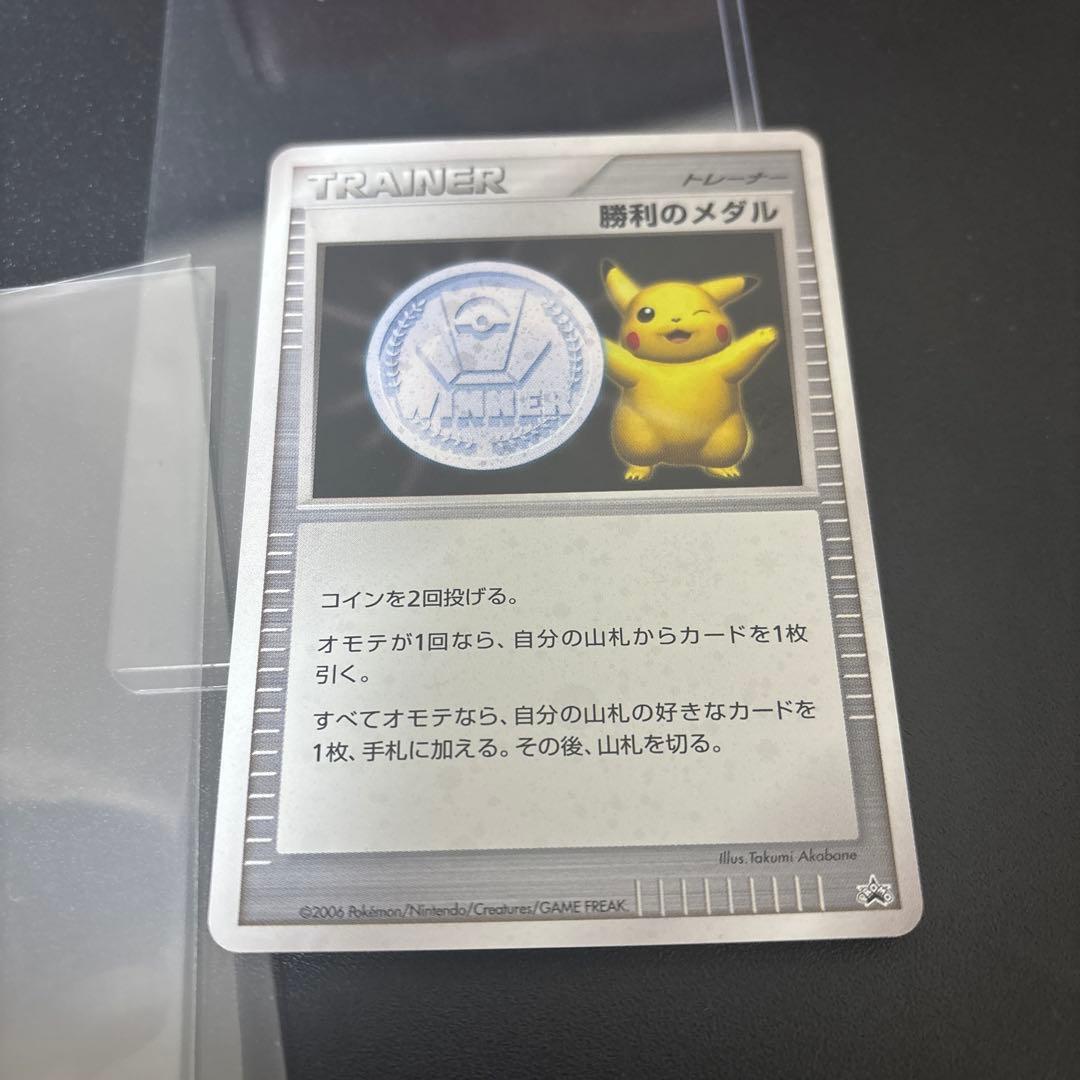 TRAINER
トレーナー
勝利のメダル
WINNER
コインを2回投げる。
オモテが1回なら、自分の山札からカードを1枚
引く。
すべてオモテなら、自分の山札の好きなカードを
1枚、手札に加える。その後、山札を切る。
Illus.Takumi Akabane
©2006 Pokémon/Nintendo/Creatures/GAME FREAK.
PROMO